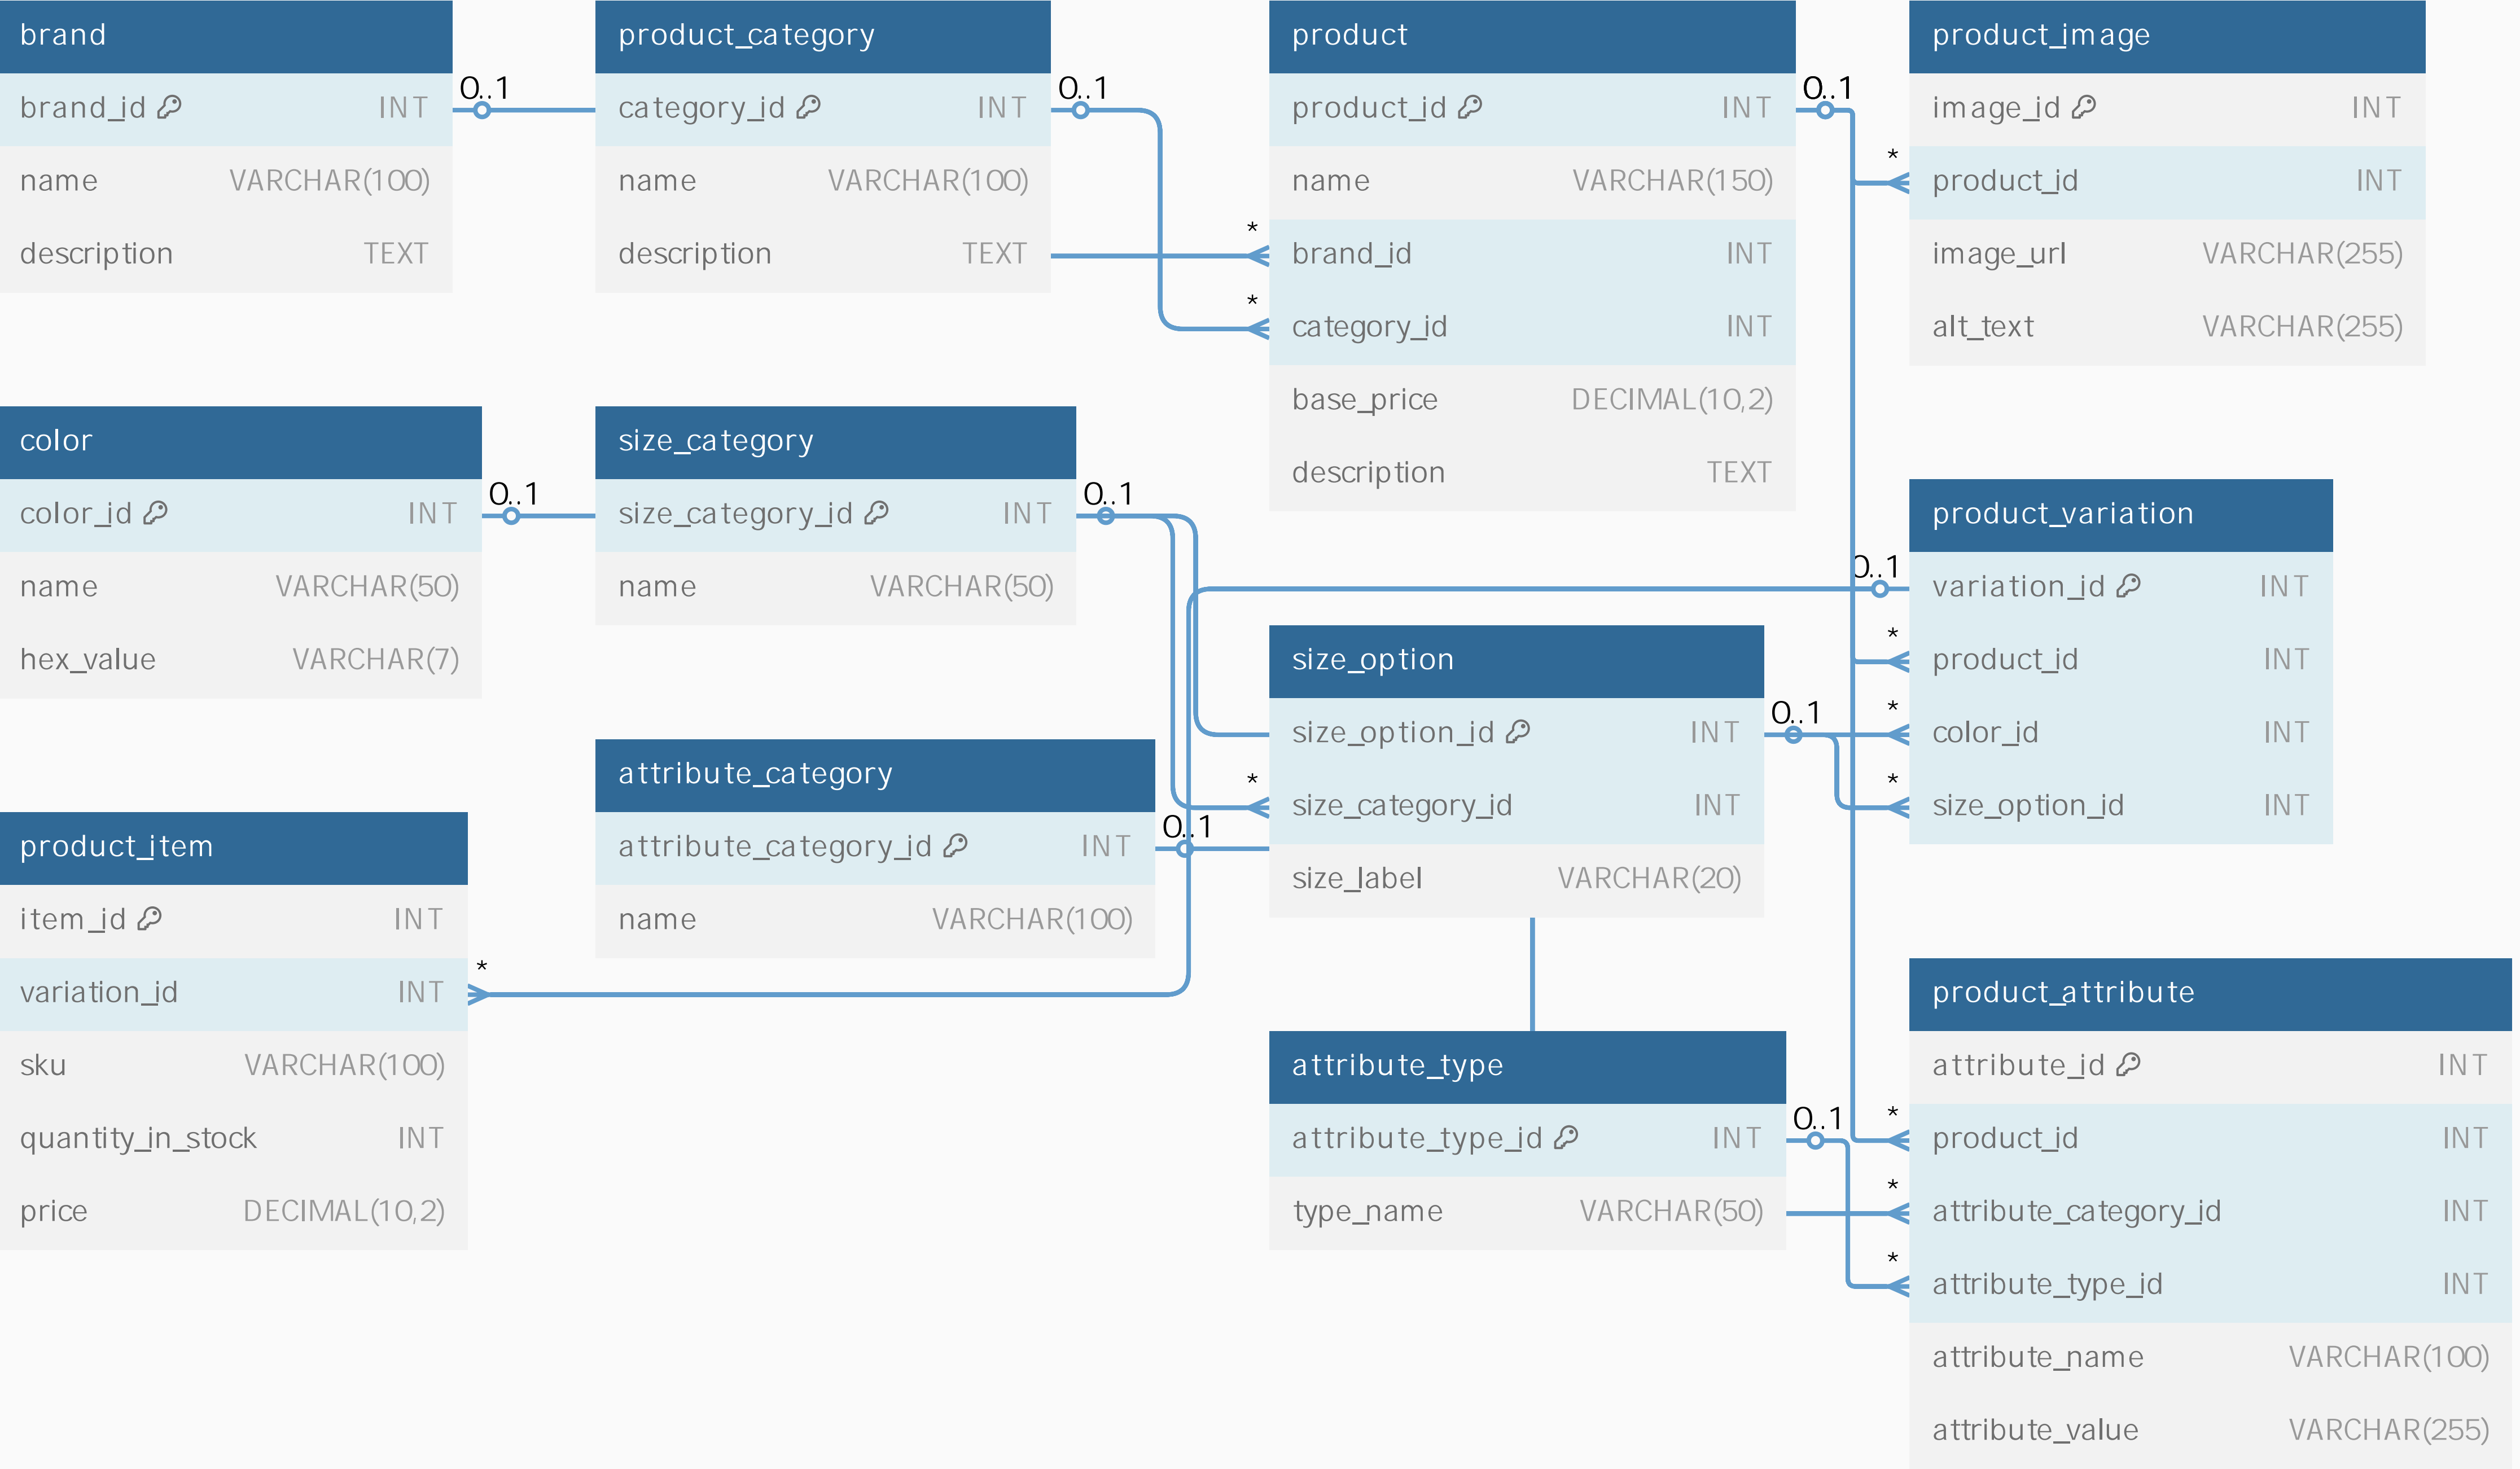 brand
brand_id INT
name VARCHAR(100)
description TEXT
0..1
product_category
category_id INT
name VARCHAR(100)
description TEXT
0..1
product
product_id INT
name VARCHAR(150)
* brand_id INT
* category_id INT
base_price DECIMAL(10,2)
description TEXT
0..1
product_image
image_id INT
* product_id INT
image_url VARCHAR(255)
alt_text VARCHAR(255)
color
color_id INT
name VARCHAR(50)
hex_value VARCHAR(7)
0..1
size_category
size_category_id INT
name VARCHAR(50)
0..1
size_option
size_option_id INT
* size_category_id INT
size_label VARCHAR(20)
0..1
product_variation
0..1
variation_id INT
* product_id INT
* color_id INT
* size_option_id INT
attribute_category
attribute_category_id INT
name VARCHAR(100)
0..1
product_item
item_id INT
variation_id INT *
sku VARCHAR(100)
quantity_in_stock INT
price DECIMAL(10,2)
attribute_type
attribute_type_id INT
type_name VARCHAR(50)
0..1
product_attribute
attribute_id INT
* product_id INT
* attribute_category_id INT
* attribute_type_id INT
attribute_name VARCHAR(100)
attribute_value VARCHAR(255)